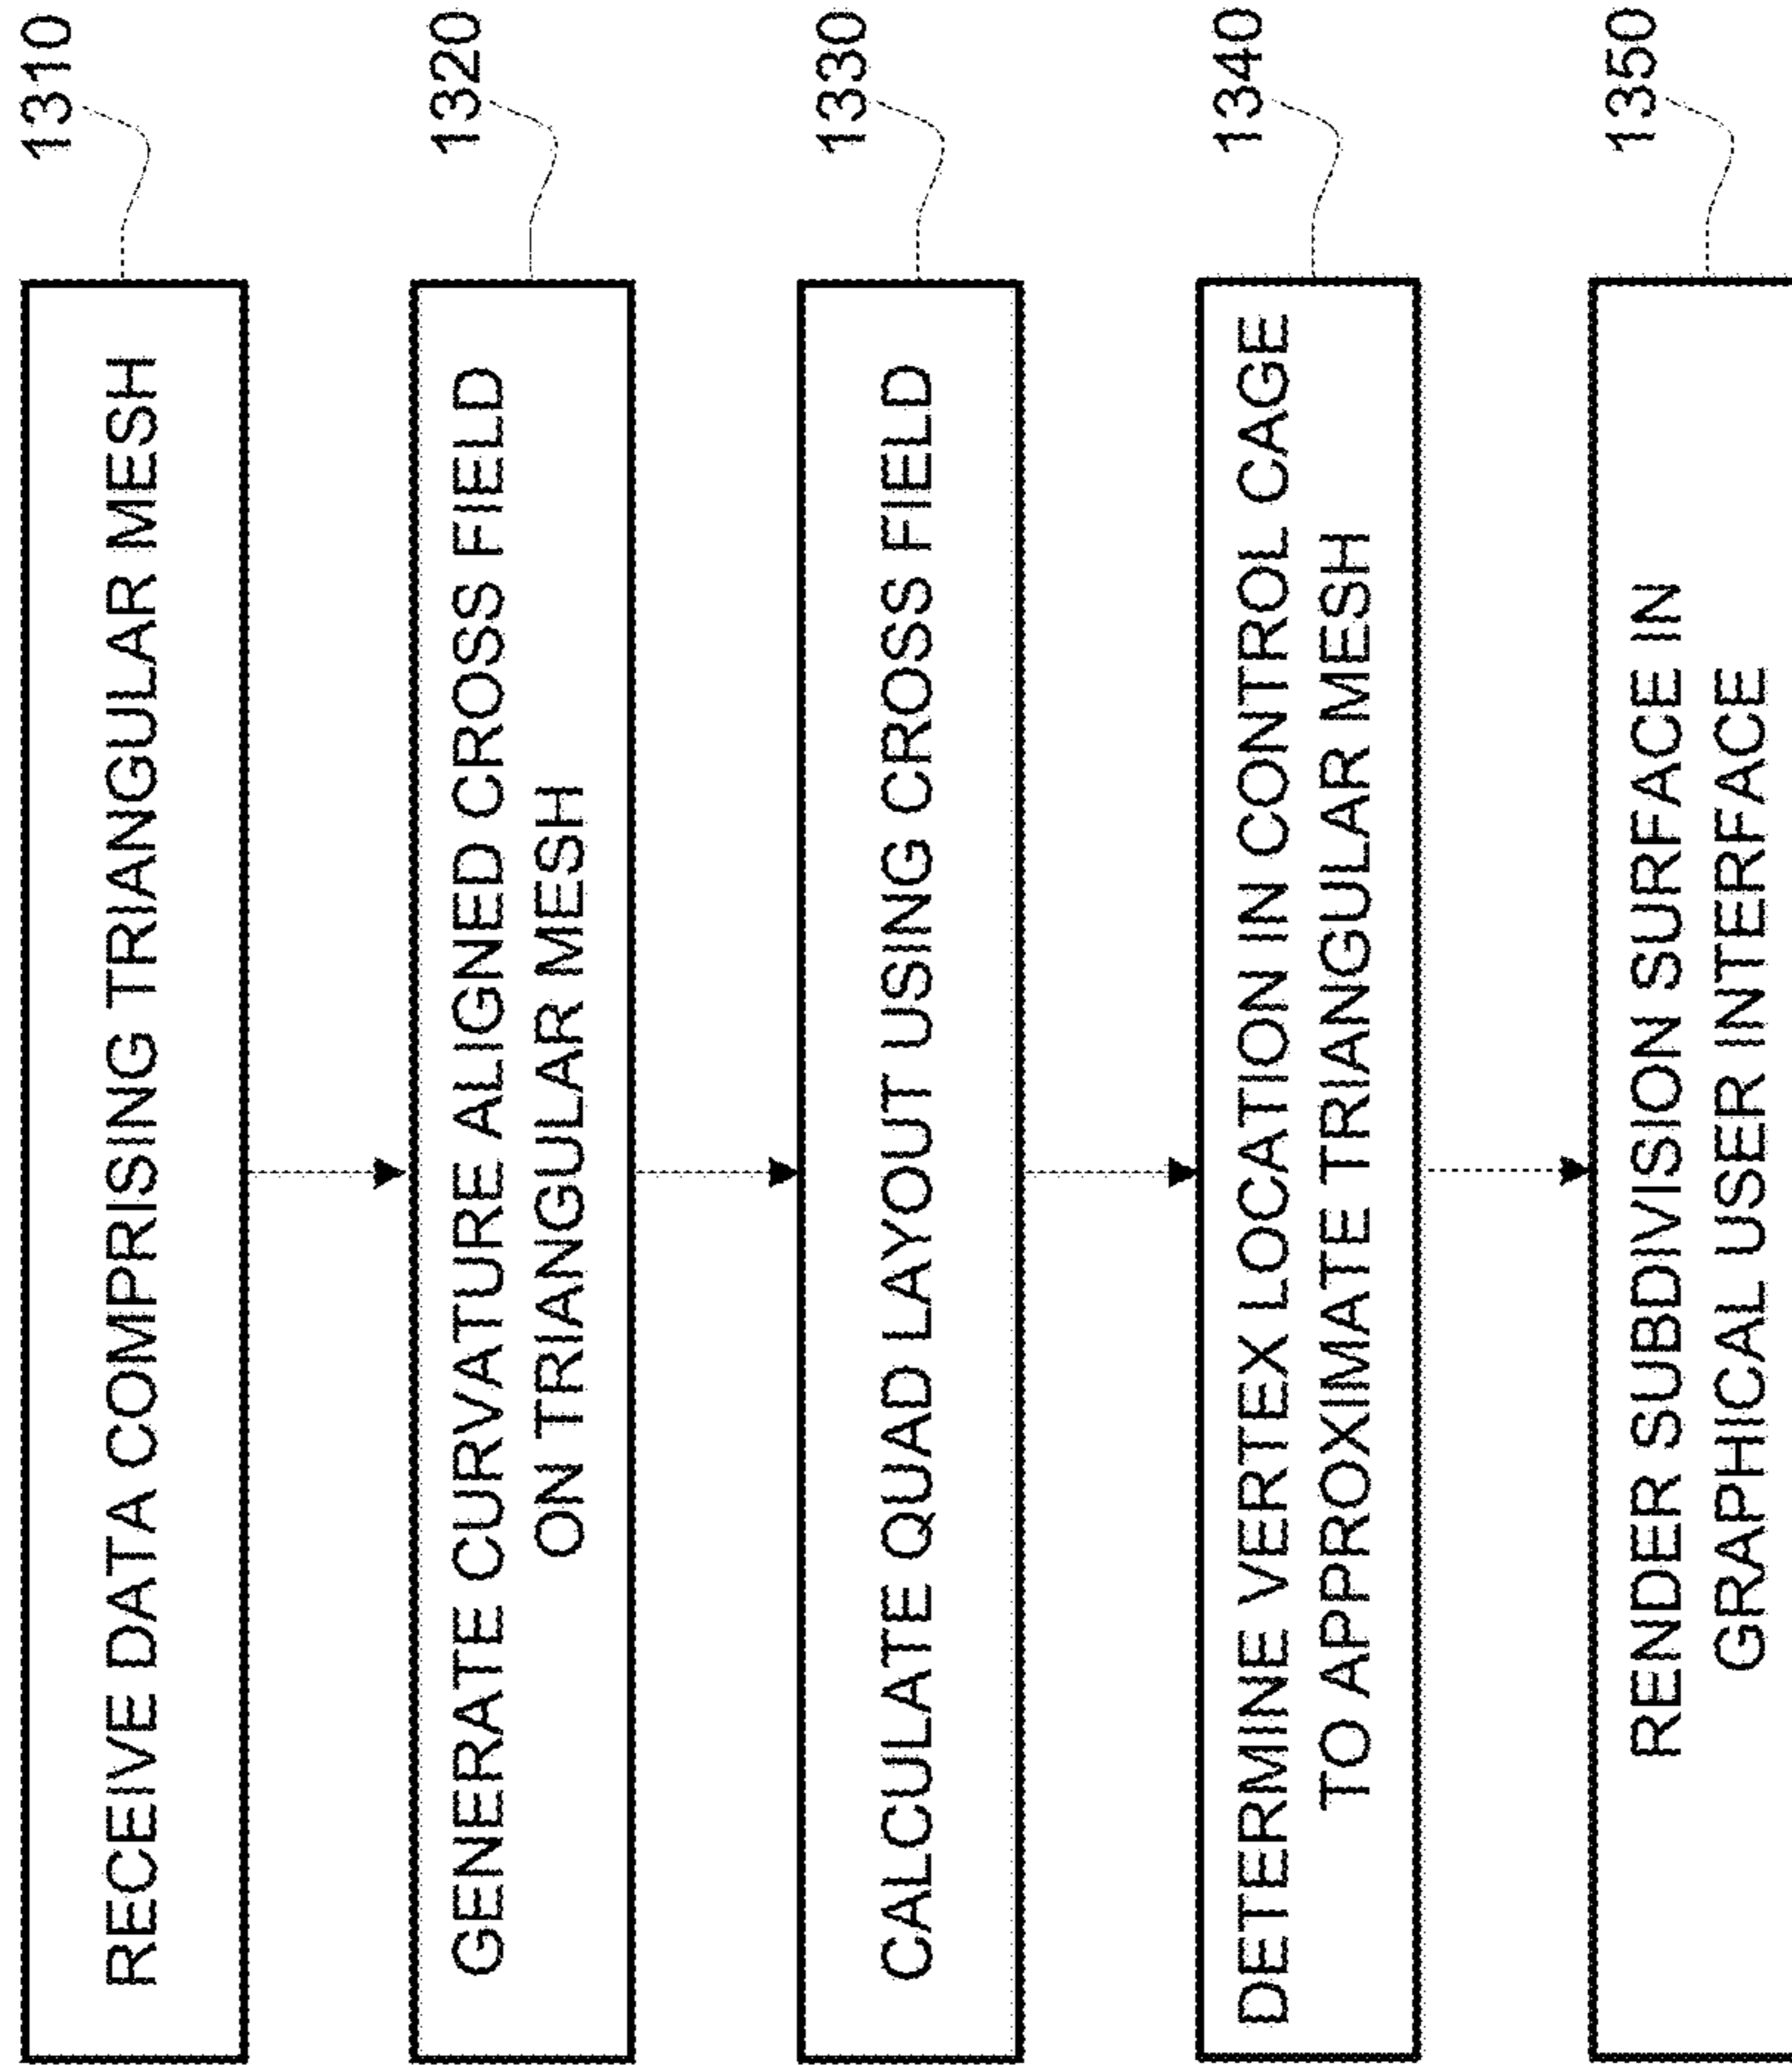 RECEIVE DATA COMPRISING TRIANGULAR MESH
1310
GENERATE CURVATURE ALIGNED CROSS FIELD
ON TRIANGULAR MESH
1320
CALCULATE QUAD LAYOUT USING CROSS FIELD
1330
DETERMINE VERTEX LOCATION IN CONTROL CAGE
TO APPROXIMATE TRIANGULAR MESH
1340
RENDER SUBDIVISION SURFACE IN
GRAPHICAL USER INTERFACE
1350